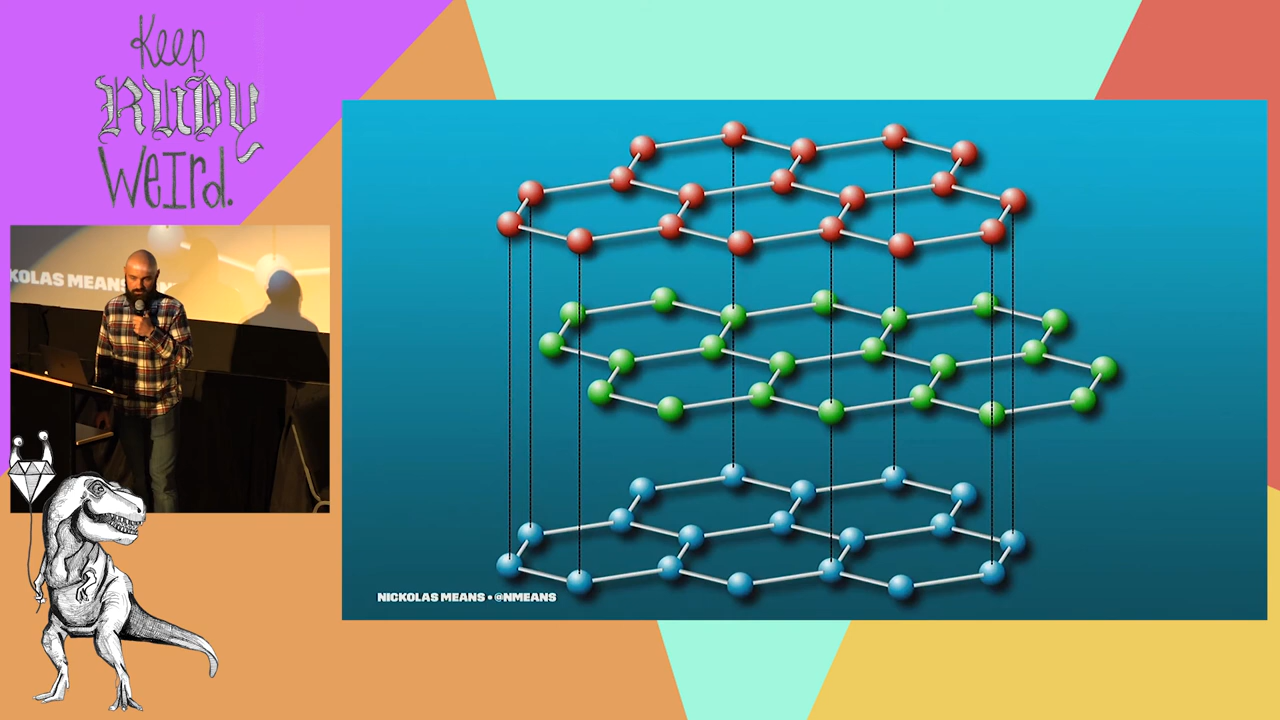 Keep
RUBY
Weird.
KOLAS MEANS
NICKOLAS MEANS • @NMEANS